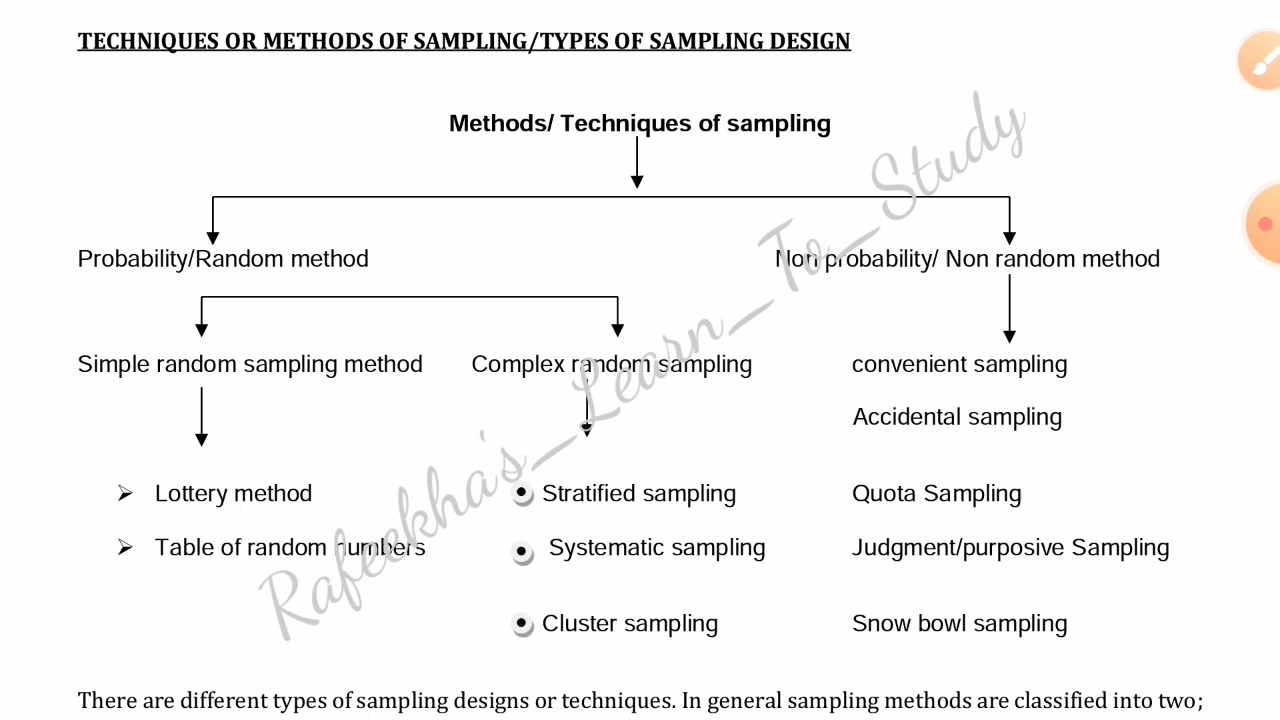 TECHNIQUES OR METHODS OF SAMPLING/TYPES OF SAMPLING DESIGN
Methods/ Techniques of sampling
Probability/Random method
Non probability/ Non random method
Simple random sampling method
Complex random sampling
convenient sampling
Accidental sampling
Lottery method
Stratified sampling
Quota Sampling
Table of random numbers
Systematic sampling
Judgment/purposive Sampling
Cluster sampling
Snow bowl sampling
Rafeekha's_Learn_To_Study
There are different types of sampling designs or techniques. In general sampling methods are classified into two;